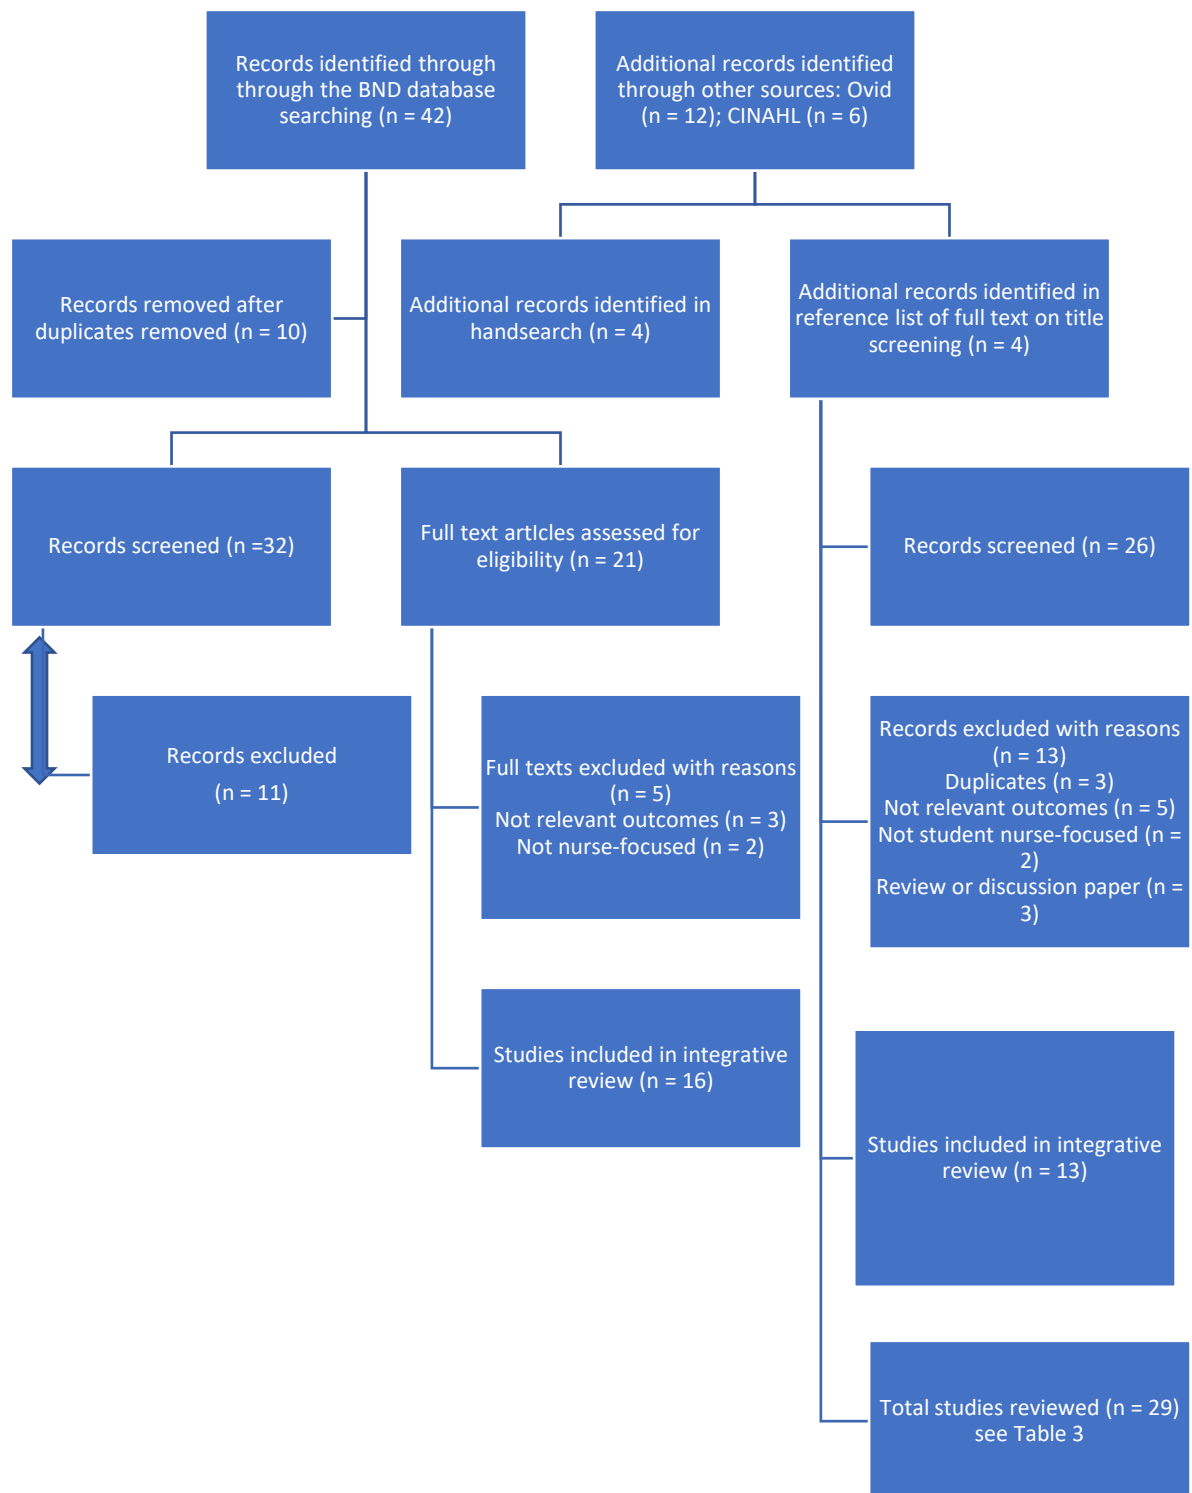 Records identified through
through the BND database
searching (n = 42)
Additional records identified
through other sources: Ovid
(n = 12); CINAHL (n = 6)
Records removed after
duplicates removed (n = 10)
Additional records identified in
handsearch (n = 4)
Additional records identified in
reference list of full text on title
screening (n = 4)
Records screened (n =32)
Full text artIcles assessed for
eligibility (n = 21)
Records screened (n = 26)
Records excluded
(n = 11)
Full texts excluded with reasons
(n = 5)
Not relevant outcomes (n = 3)
Not nurse-focused (n = 2)
Records excluded with reasons
(n = 13)
Duplicates (n = 3)
Not relevant outcomes (n = 5)
Not student nurse-focused (n =
2)
Review or discussion paper (n =
3)
Studies included in integrative
review (n = 16)
Studies included in integrative
review (n = 13)
Total studies reviewed (n = 29)
see Table 3